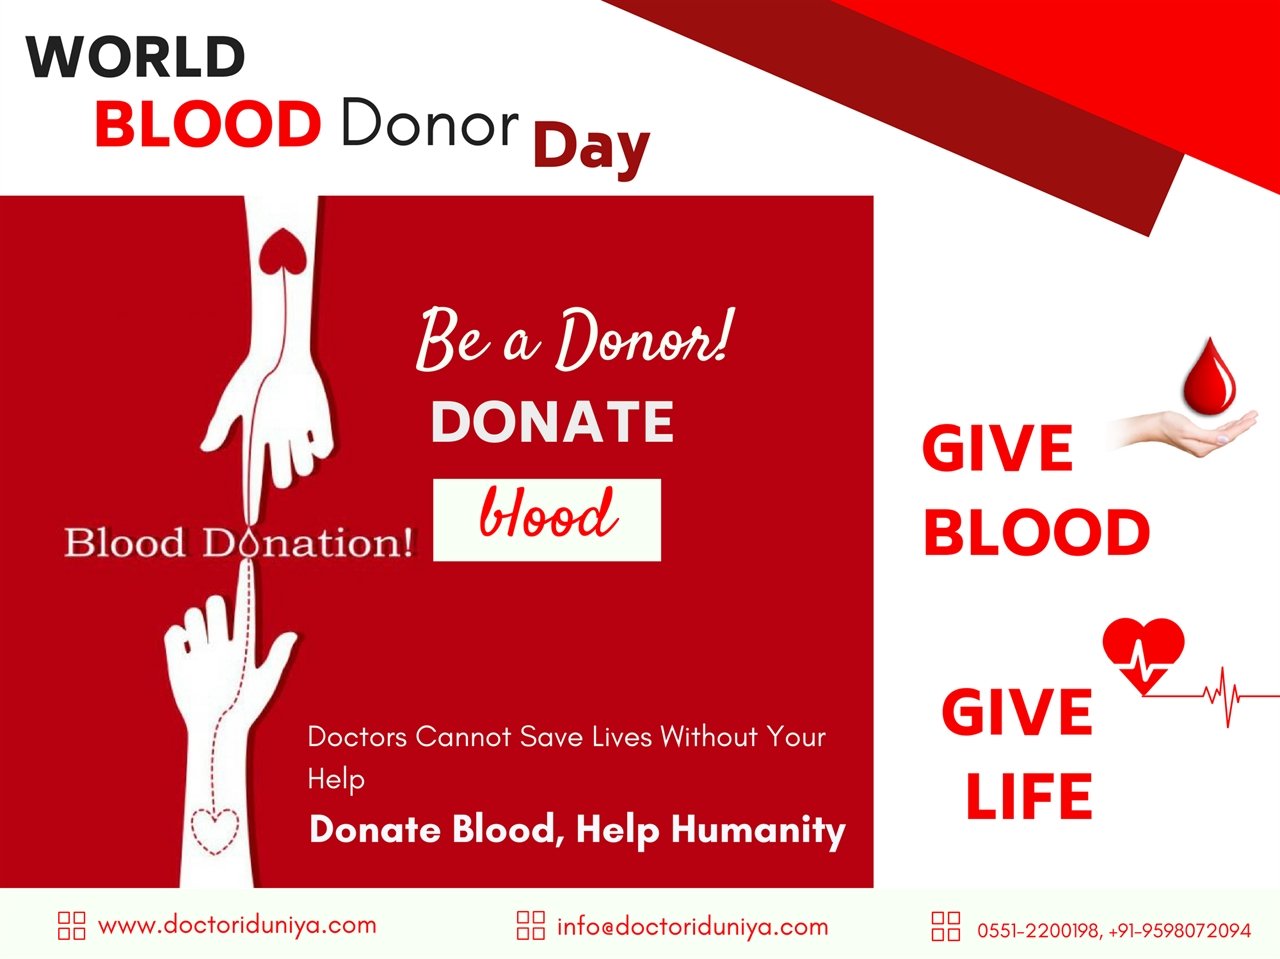 WORLD
BLOOD Donor Day
Be a Donor!
DONATE
blood
Blood Donation!
Doctors Cannot Save Lives Without Your
Help
Donate Blood, Help Humanity
GIVE
BLOOD
GIVE
LIFE
www.doctoriduniya.com
info@doctoriduniya.com
0551-2200198, +91-9598072094